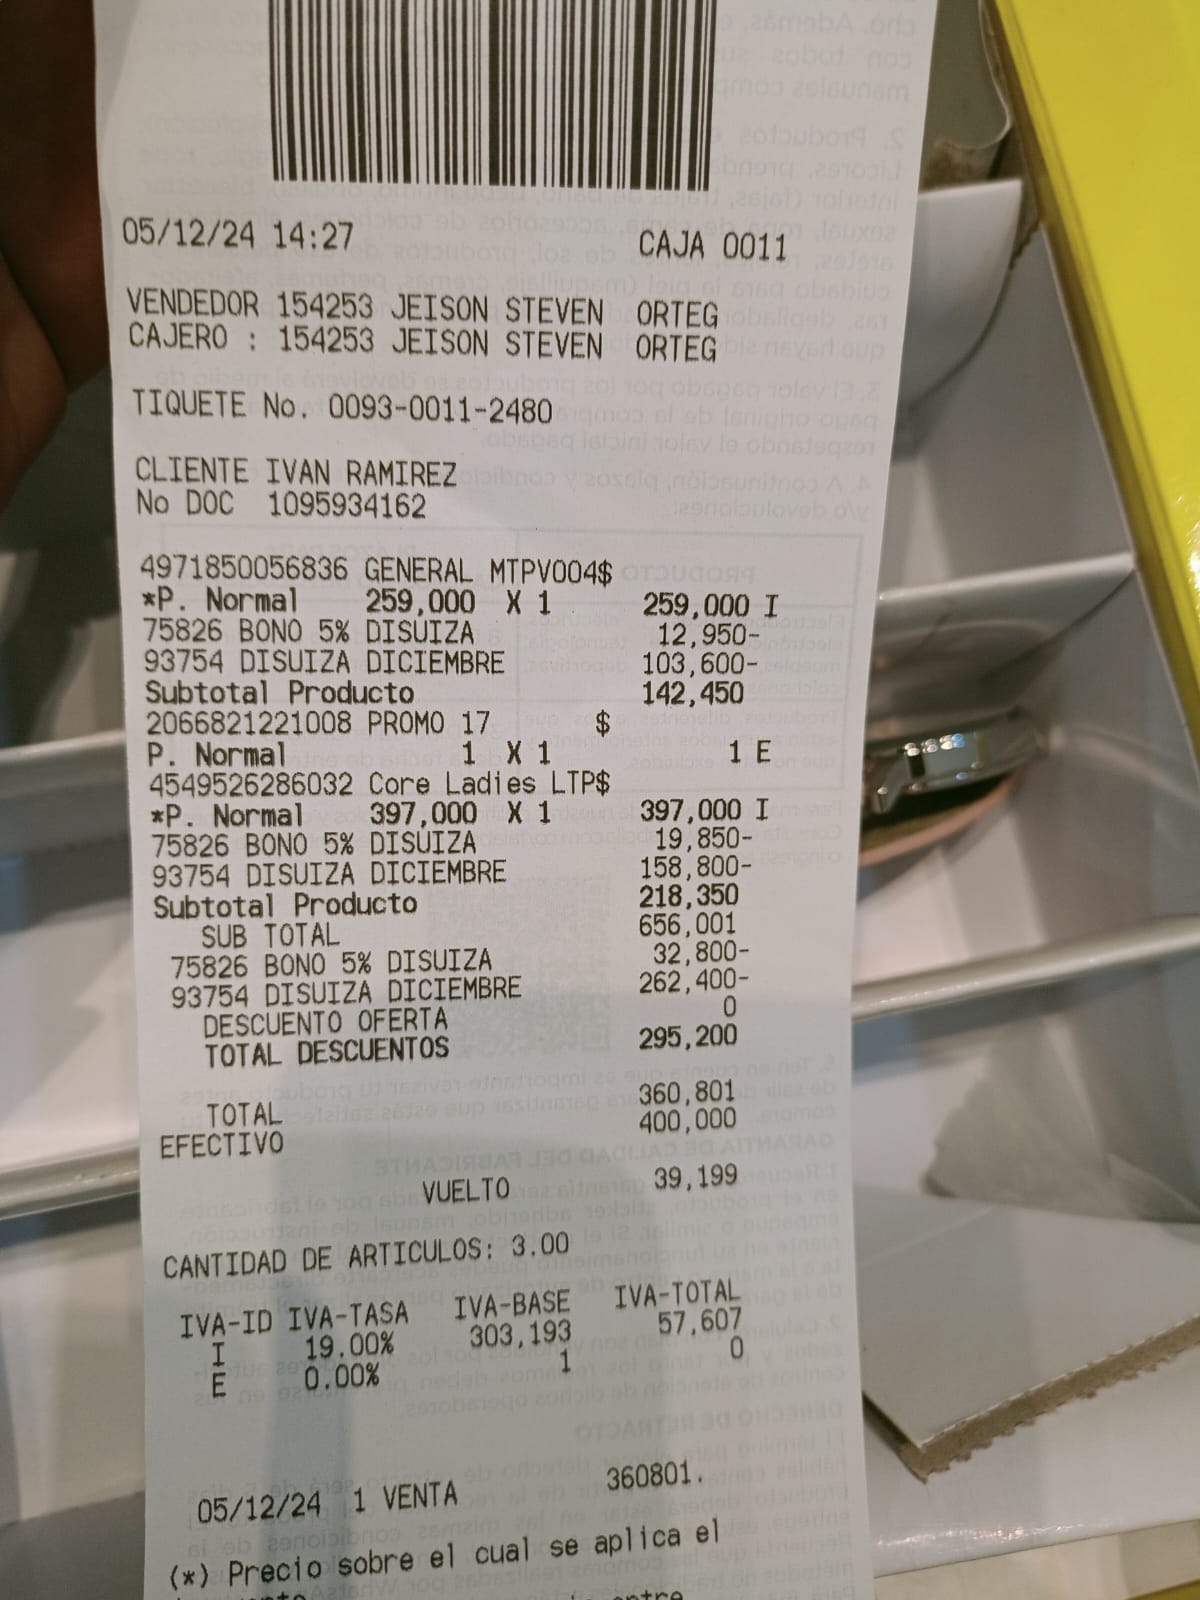 05/12/24 14:27 CAJA 0011
VENDEDOR 154253 JEISON STEVEN ORTEG
CAJERO : 154253 JEISON STEVEN ORTEG
TIQUETE No. 0093-0011-2480
CLIENTE IVAN RAMIREZ
No DOC 1095934162
4971850056836 GENERAL MTPV004$
*P. Normal 259,000 X 1 259,000 I
75826 BONO 5% DISUIZA 12,950-
93754 DISUIZA DICIEMBRE 103,600-
Subtotal Producto 142,450
2066821221008 PROMO 17 $
P. Normal 1 X 1 1 E
4549526286032 Core Ladies LTP$
*P. Normal 397,000 X 1 397,000 I
75826 BONO 5% DISUIZA 19,850-
93754 DISUIZA DICIEMBRE 158,800-
Subtotal Producto 218,350
SUB TOTAL 656,001
75826 BONO 5% DISUIZA 32,800-
93754 DISUIZA DICIEMBRE 262,400-
DESCUENTO OFERTA 0
TOTAL DESCUENTOS 295,200
TOTAL 360,801
EFECTIVO 400,000
VUELTO 39,199
CANTIDAD DE ARTICULOS: 3.00
IVA-ID IVA-TASA IVA-BASE IVA-TOTAL
I 19.00% 303,193 57,607
E 0.00% 1 0
05/12/24 1 VENTA 360801.
(*) Precio sobre el cual se aplica el